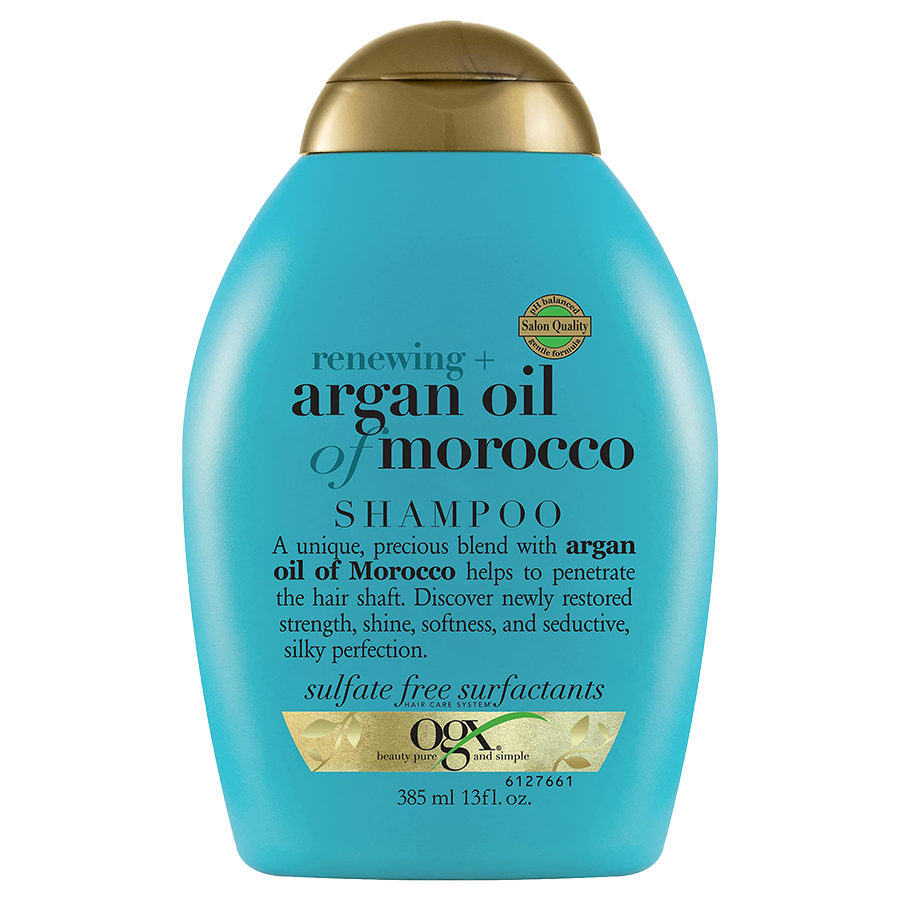 pH balanced
Salon Quality
gentle formula
renewing +
argan oil
of morocco
SHAMPOO
A unique, precious blend with argan
oil of Morocco helps to penetrate
the hair shaft. Discover newly restored
strength, shine, softness, and seductive,
silky perfection.
sulfate free surfactants
HAIR CARE SYSTEM
ogx®
beauty pure and simple
6127661
385 ml 13fl. oz.